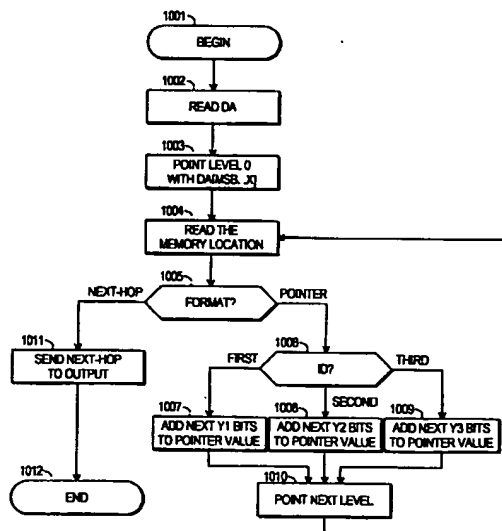 1001
BEGIN
1002
READ DA
1003
POINT LEVEL 0
WITH DA[MSB. .X]
1004
READ THE
MEMORY LOCATION
1005
NEXT-HOP
FORMAT?
POINTER
1011
SEND NEXT-HOP
TO OUTPUT
1006
FIRST
ID?
THIRD
SECOND
1007
ADD NEXT Y1 BITS
TO POINTER VALUE
1008
ADD NEXT Y2 BITS
TO POINTER VALUE
1009
ADD NEXT Y3 BITS
TO POINTER VALUE
1010
POINT NEXT LEVEL
1012
END